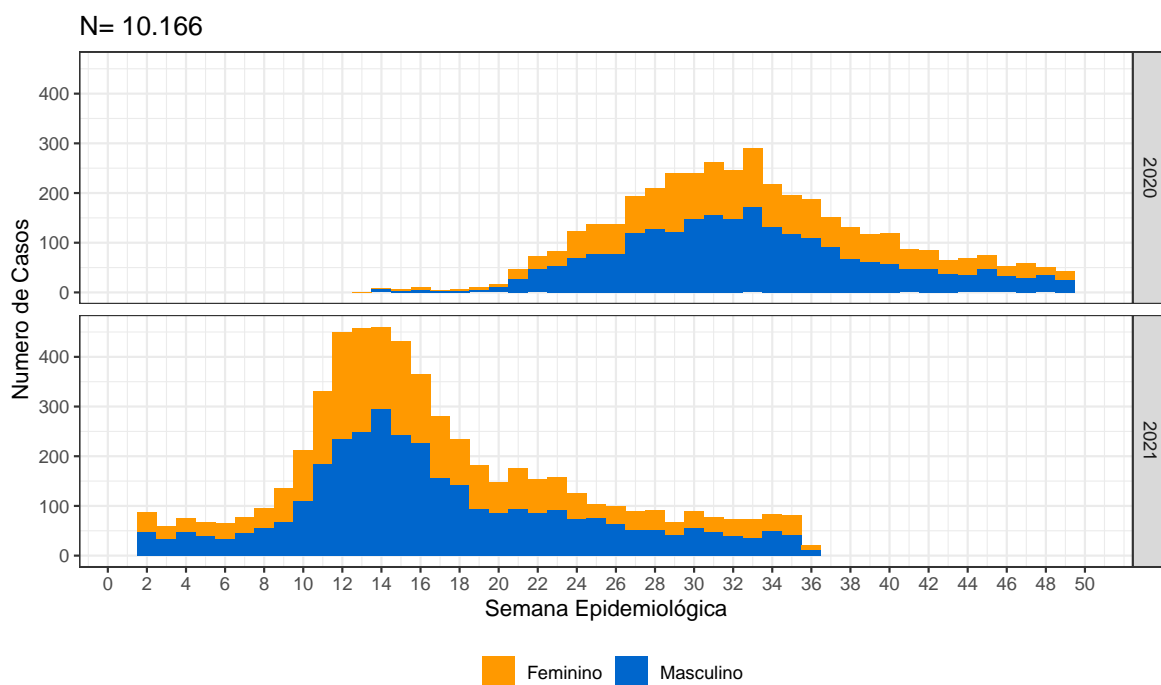 N= 10.166
Numero de Casos
400
300
200
100
0
2020
400
300
200
100
0
2021
0 2 4 6 8 10 12 14 16 18 20 22 24 26 28 30 32 34 36 38 40 42 44 46 48 50
Semana Epidemiológica
Feminino Masculino